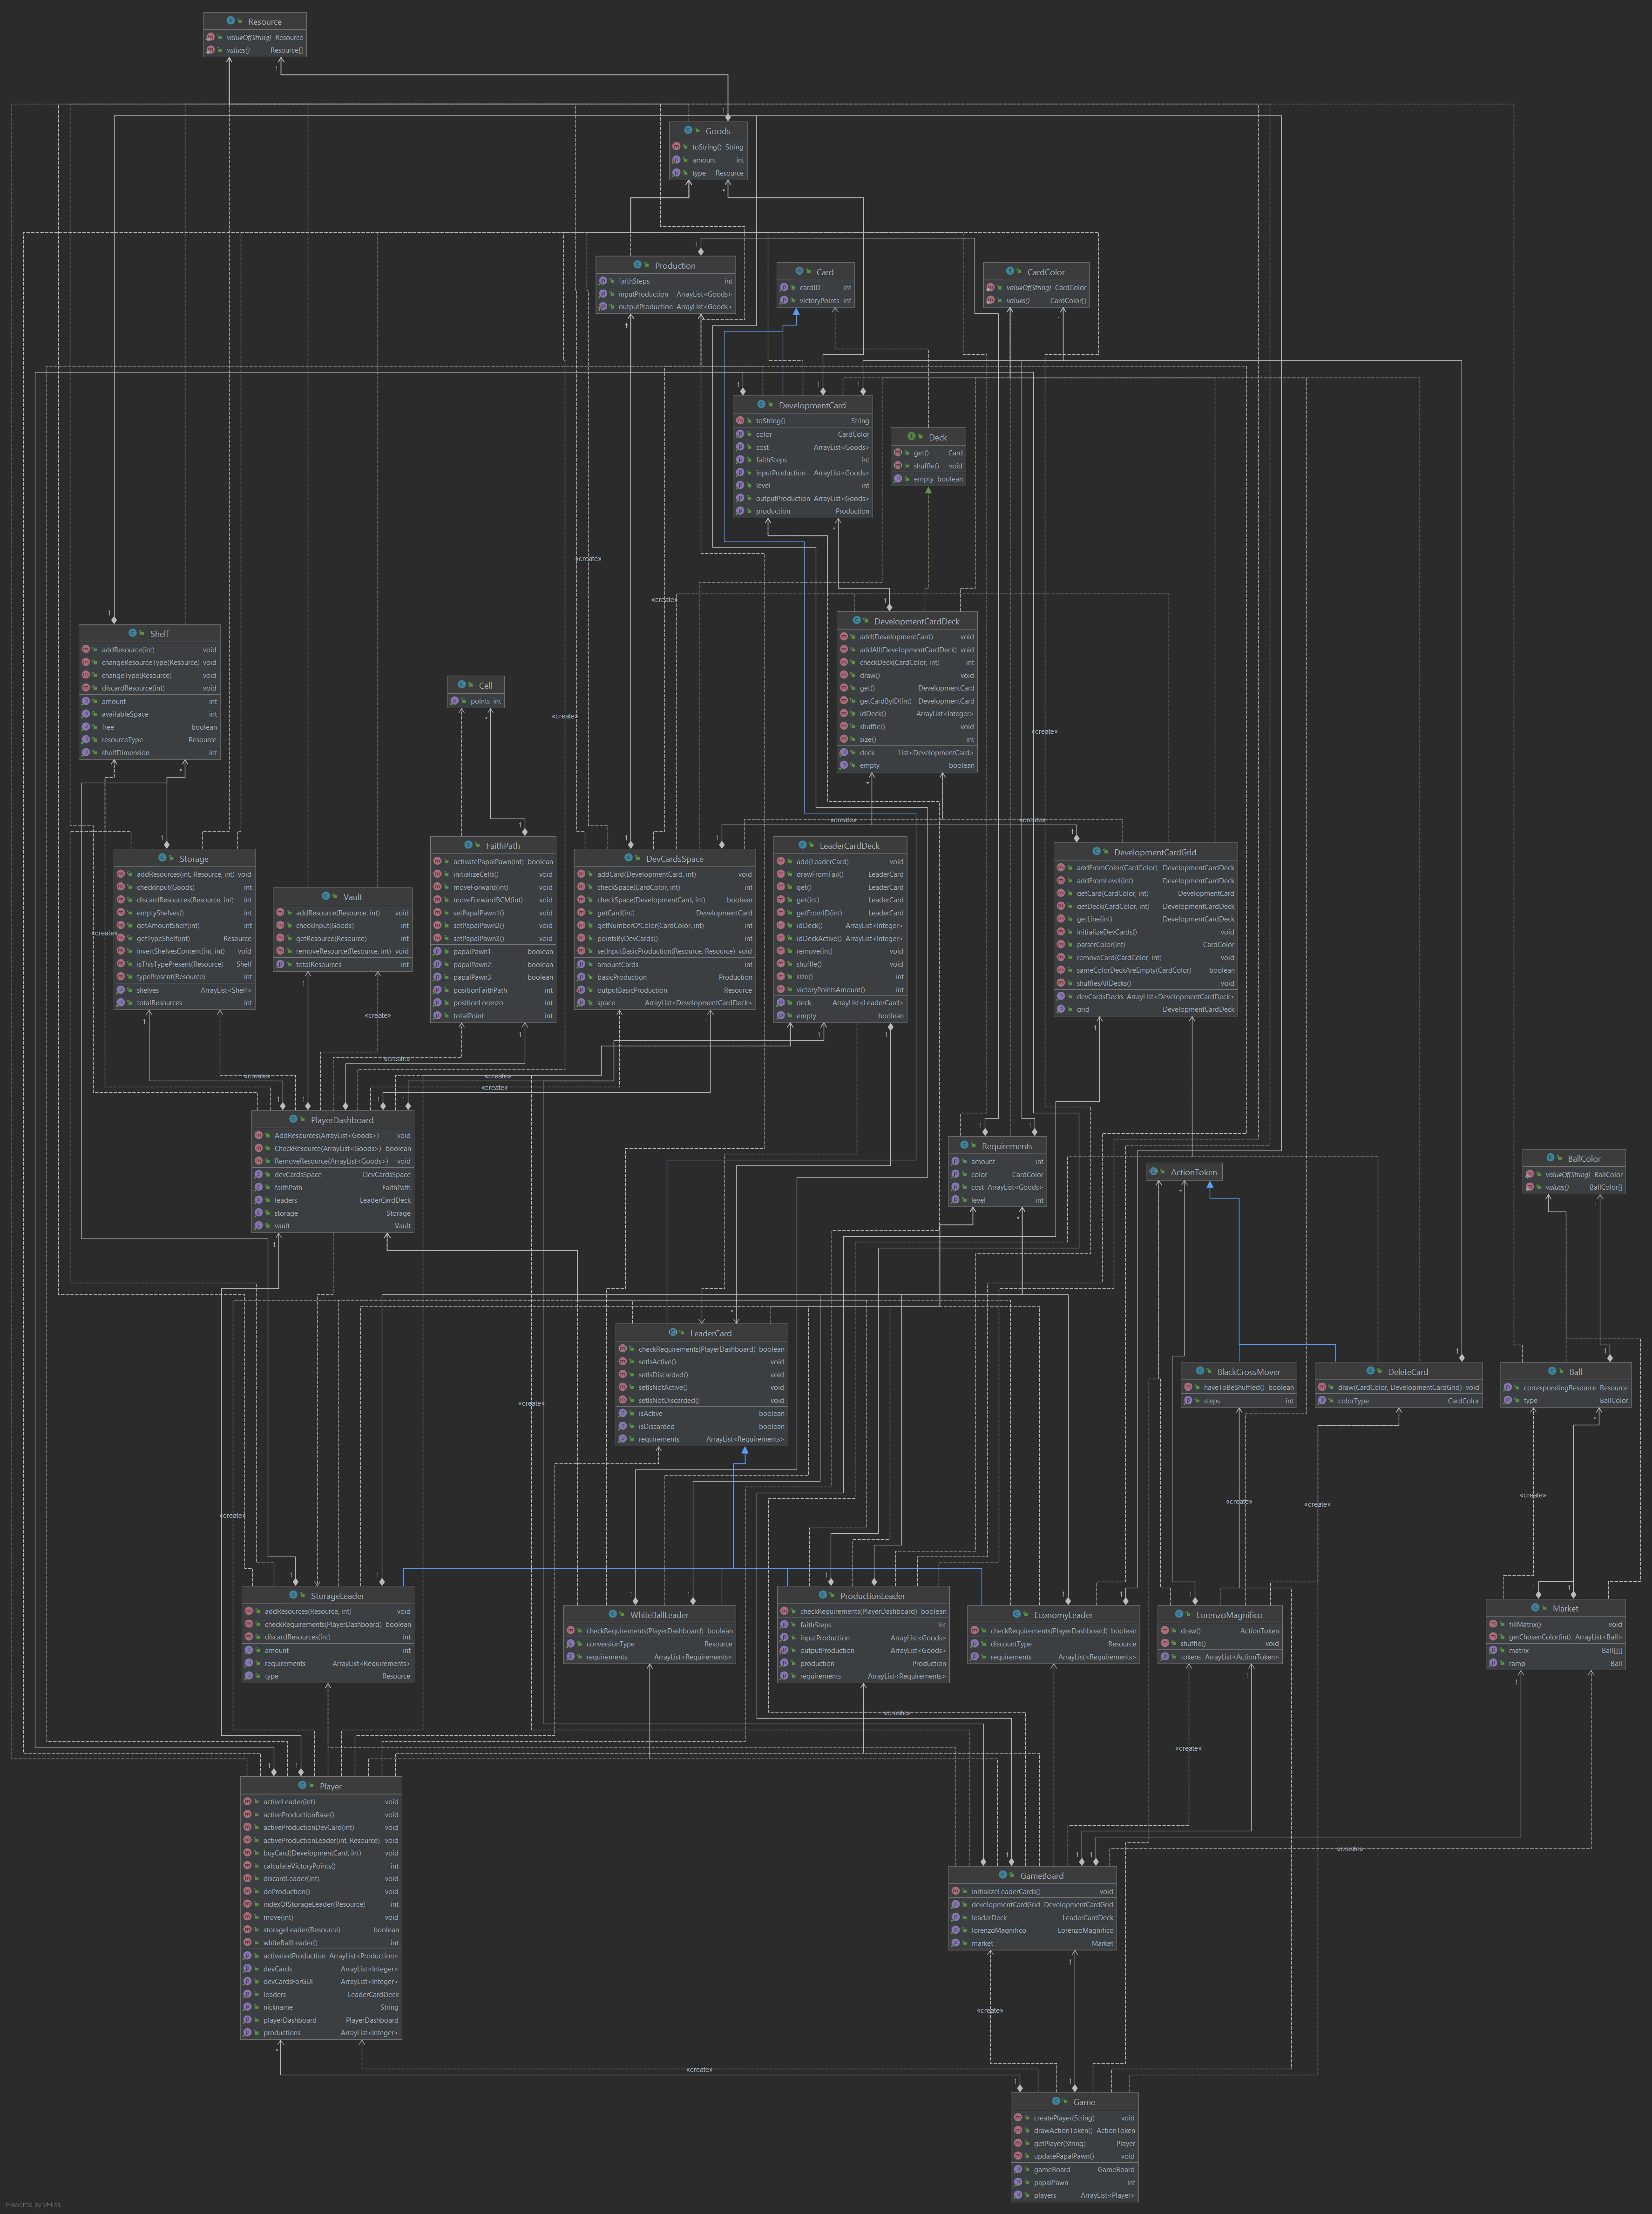 Resource
valueOf(String) Resource
values() Resource[]
1
1
Goods
toString() String
amount int
type Resource
*
1
Production
faithSteps int
inputProduction ArrayList<Goods>
outputProduction ArrayList<Goods>
Card
cardID int
victoryPoints int
CardColor
valueOf(String) CardColor
values() CardColor[]
1
1
1
1
DevelopmentCard
toString() String
color CardColor
cost ArrayList<Goods>
faithSteps int
inputProduction ArrayList<Goods>
level int
outputProduction ArrayList<Goods>
production Production
Deck
get() Card
shuffle() void
empty boolean
«create»
«create»
*
1
1
Shelf
addResource(int) void
changeResourceType(Resource) void
changeType(Resource) void
discardResource(int) void
amount int
availableSpace int
free boolean
resourceType Resource
shelfDimension int
DevelopmentCardDeck
add(DevelopmentCard) void
addAll(DevelopmentCardDeck) void
checkDeck(CardColor, int) int
draw() void
get() DevelopmentCard
getCardByID(int) DevelopmentCard
idDeck() ArrayList<Integer>
shuffle() void
size() int
deck List<DevelopmentCard>
empty boolean
Cell
points int
«create»
«create»
*
«create»
«create»
1
1
1
1
Storage
addResources(int, Resource, int) void
checkInput(Goods) int
discardResources(Resource, int) int
emptyShelves() int
getAmountShelf(int) int
getTypeShelf(int) Resource
invertShelvesContent(int, int) void
isThisTypePresent(Resource) Shelf
typePresent(Resource) int
shelves ArrayList<Shelf>
totalResources int
«create»
Vault
addResource(Resource, int) void
checkInput(Goods) int
getResource(Resource) int
removeResource(Resource, int) void
totalResources int
FaithPath
activatePapalPawn(int) boolean
initializeCells() void
moveForward(int) void
moveForwardBCM(int) void
setPapalPawn1() void
setPapalPawn2() void
setPapalPawn3() void
papalPawn1 boolean
papalPawn2 boolean
papalPawn3 boolean
positionFaithPath int
positionLorenzo int
totalPoint int
DevCardsSpace
addCard(DevelopmentCard, int) void
checkSpace(CardColor, int) int
checkSpace(DevelopmentCard, int) boolean
getCard(int) DevelopmentCard
getNumberOfColor(CardColor, int) int
pointsByDevCards() int
setInputBasicProduction(Resource, Resource) void
amountCards int
basicProduction Production
outputBasicProduction Resource
space ArrayList<DevelopmentCardDeck>
LeaderCardDeck
add(LeaderCard) void
drawFromTail() LeaderCard
get() LeaderCard
get(int) LeaderCard
getFromID(int) LeaderCard
idDeck() ArrayList<Integer>
idDeckActive() ArrayList<Integer>
remove(int) void
shuffle() void
size() int
victoryPointsAmount() int
deck ArrayList<LeaderCard>
empty boolean
DevelopmentCardGrid
addFromColor(CardColor) DevelopmentCardDeck
addFromLevel(int) DevelopmentCardDeck
getCard(CardColor, int) DevelopmentCard
getDeck(CardColor, int) DevelopmentCardDeck
getLine(int) DevelopmentCardDeck
initializeDevCards() void
parserColor(int) CardColor
removeCard(CardColor, int) void
sameColorDeckAreEmpty(CardColor) boolean
shufflesAllDecks() void
devCardsDecks ArrayList<DevelopmentCardDeck>
grid DevelopmentCardDeck
«create»
«create»
«create»
«create»
«create»
PlayerDashboard
AddResources(ArrayList<Goods>) void
CheckResource(ArrayList<Goods>) boolean
RemoveResource(ArrayList<Goods>) void
devCardsSpace DevCardsSpace
faithPath FaithPath
leaders LeaderCardDeck
storage Storage
vault Vault
Requirements
amount int
color CardColor
cost ArrayList<Goods>
level int
ActionToken
BallColor
valueOf(String) BallColor
values() BallColor[]
LeaderCard
checkRequirements(PlayerDashboard) boolean
setIsActive() void
setIsDiscarded() void
setIsNotActive() void
setIsNotDiscarded() void
isActive boolean
isDiscarded boolean
requirements ArrayList<Requirements>
BlackCrossMover
haveToBeShuffled() boolean
steps int
DeleteCard
draw(CardColor, DevelopmentCardGrid) void
colorType CardColor
Ball
correspondingResource Resource
type BallColor
«create»
«create»
«create»
«create»
«create»
StorageLeader
addResources(Resource, int) void
checkRequirements(PlayerDashboard) boolean
discardResources(int) int
amount int
requirements ArrayList<Requirements>
type Resource
WhiteBallLeader
checkRequirements(PlayerDashboard) boolean
conversionType Resource
requirements ArrayList<Requirements>
ProductionLeader
checkRequirements(PlayerDashboard) boolean
faithSteps int
inputProduction ArrayList<Goods>
outputProduction ArrayList<Goods>
production Production
requirements ArrayList<Requirements>
EconomyLeader
checkRequirements(PlayerDashboard) boolean
discountType Resource
requirements ArrayList<Requirements>
LorenzoMagnifico
draw() ActionToken
shuffle() void
tokens ArrayList<ActionToken>
Market
fillMatrix() void
getChosenColor(int) ArrayList<Ball>
matrix Ball[][]
ramp Ball
«create»
«create»
Player
activeLeader(int) void
activeProductionBase() void
activeProductionDevCard(int) void
activeProductionLeader(int, Resource) void
buyCard(DevelopmentCard, int) void
calculateVictoryPoints() int
discardLeader(int) void
doProduction() void
indexOfStorageLeader(Resource) int
move(int) void
storageLeader(Resource) boolean
whiteBallLeader() int
activatedProduction ArrayList<Production>
devCards ArrayList<Integer>
devCardsForGUI ArrayList<Integer>
leaders LeaderCardDeck
nickname String
playerDashboard PlayerDashboard
productions ArrayList<Integer>
«create»
GameBoard
initializeLeaderCards() void
developmentCardGrid DevelopmentCardGrid
leaderDeck LeaderCardDeck
lorenzoMagnifico LorenzoMagnifico
market Market
«create»
«create»
Game
createPlayer(String) void
drawActionToken() ActionToken
getPlayer(String) Player
updatePapalPawn() void
gameBoard GameBoard
papalPawn int
players ArrayList<Player>
Powered by yFiles